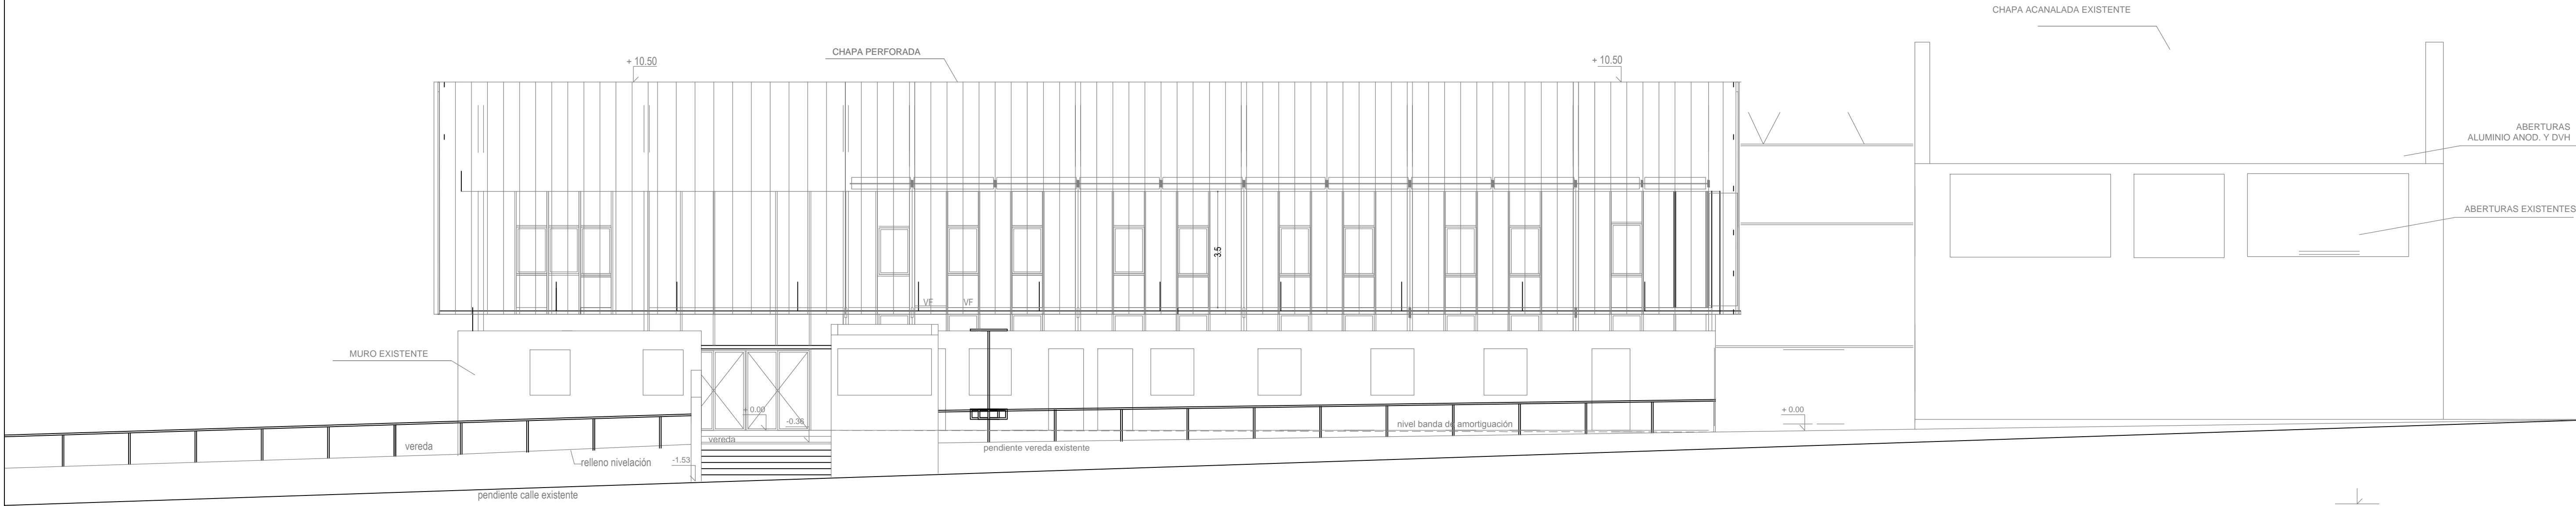 CHAPA ACANALADA EXISTENTE
CHAPA PERFORADA
+ 10.50
+ 10.50
ABERTURAS
ALUMINIO ANOD. Y DVH
ABERTURAS EXISTENTES
3.5
VF
VF
MURO EXISTENTE
+ 0.00
-0.36
+ 0.00
nivel banda de amortiguación
vereda
vereda
pendiente vereda existente
relleno nivelación
-1.53
pendiente calle existente